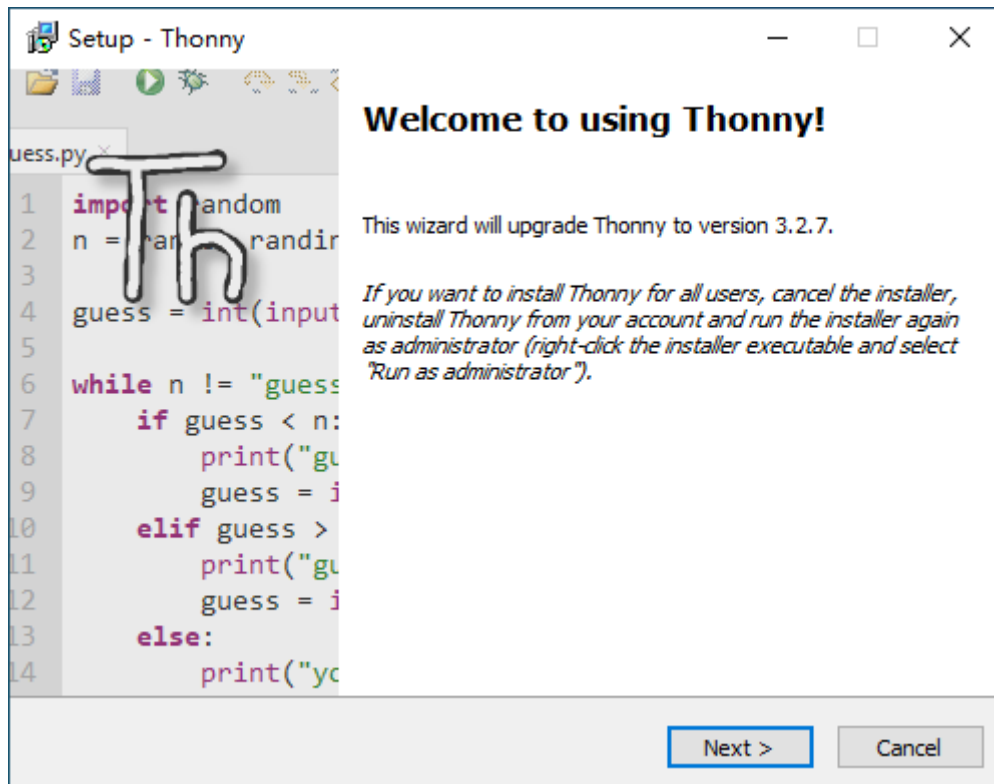 Setup - Thonny
Welcome to using Thonny!
This wizard will upgrade Thonny to version 3.2.7.
If you want to install Thonny for all users, cancel the installer,
uninstall Thonny from your account and run the installer again
as administrator (right-click the installer executable and select
"Run as administrator").
uess.py
Th
1 import random
2 n = randir
3
4 guess = int(input
5
6 while n != "guess
7 if guess < n:
8 print("gu
9 guess = i
10 elif guess >
11 print("gu
12 guess = i
13 else:
14 print("yo
Next >
Cancel